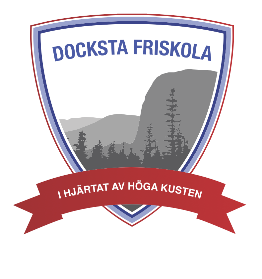 DOCKSTA FRISKOLA
I HJÄRTAT AV HÖGA KUSTEN